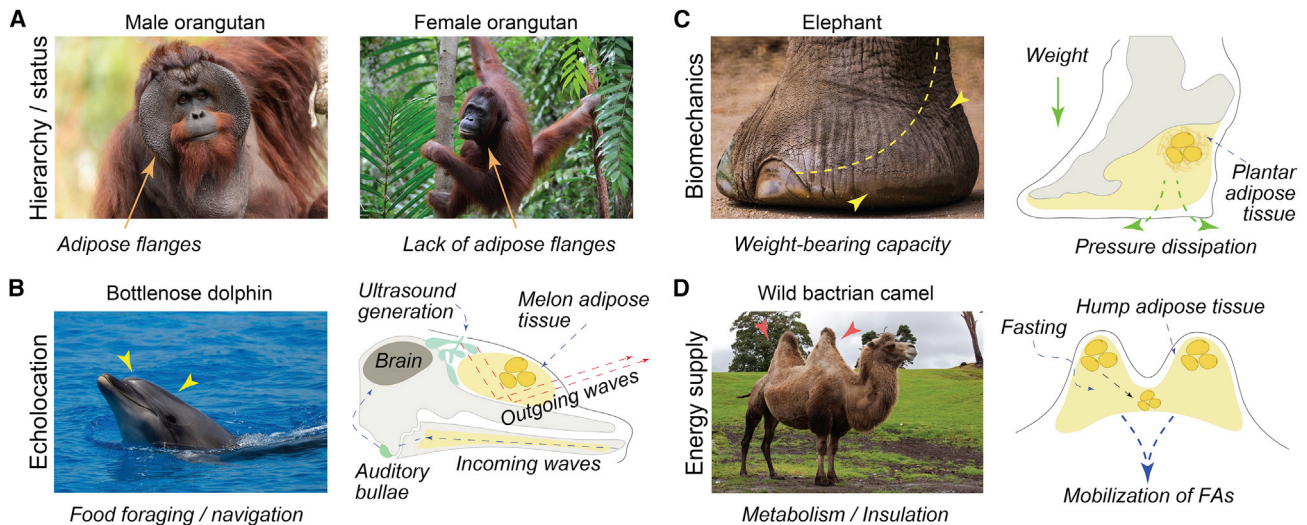 A
Hierarchy / status
Male orangutan
Female orangutan
Adipose flanges
Lack of adipose flanges
B
Echolocation
Bottlenose dolphin
Food foraging / navigation
Ultrasound
generation
Melon adipose
tissue
Brain
Outgoing waves
Auditory
bullae
Incoming waves
C
Biomechanics
Elephant
Weight-bearing capacity
Weight
Plantar
adipose
tissue
Pressure dissipation
D
Energy supply
Wild bactrian camel
Metabolism / Insulation
Hump adipose tissue
Fasting
Mobilization of FAs